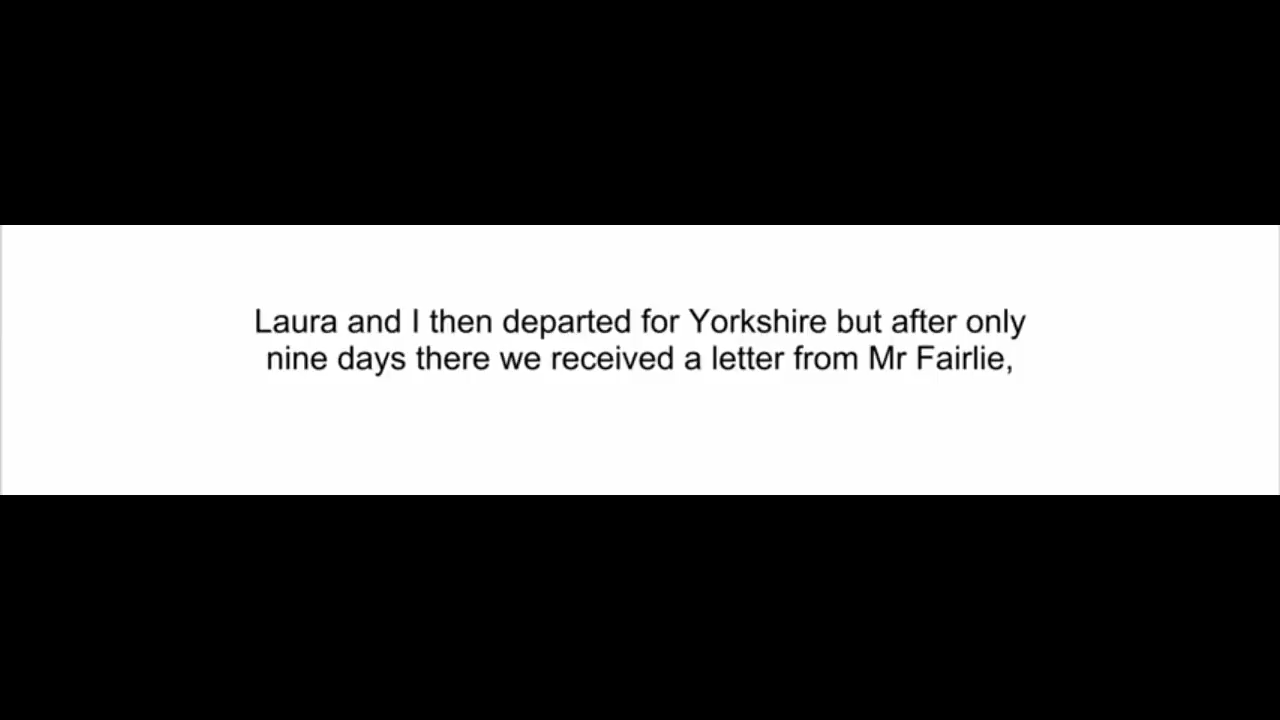 Laura and I then departed for Yorkshire but after only
nine days there we received a letter from Mr Fairlie,